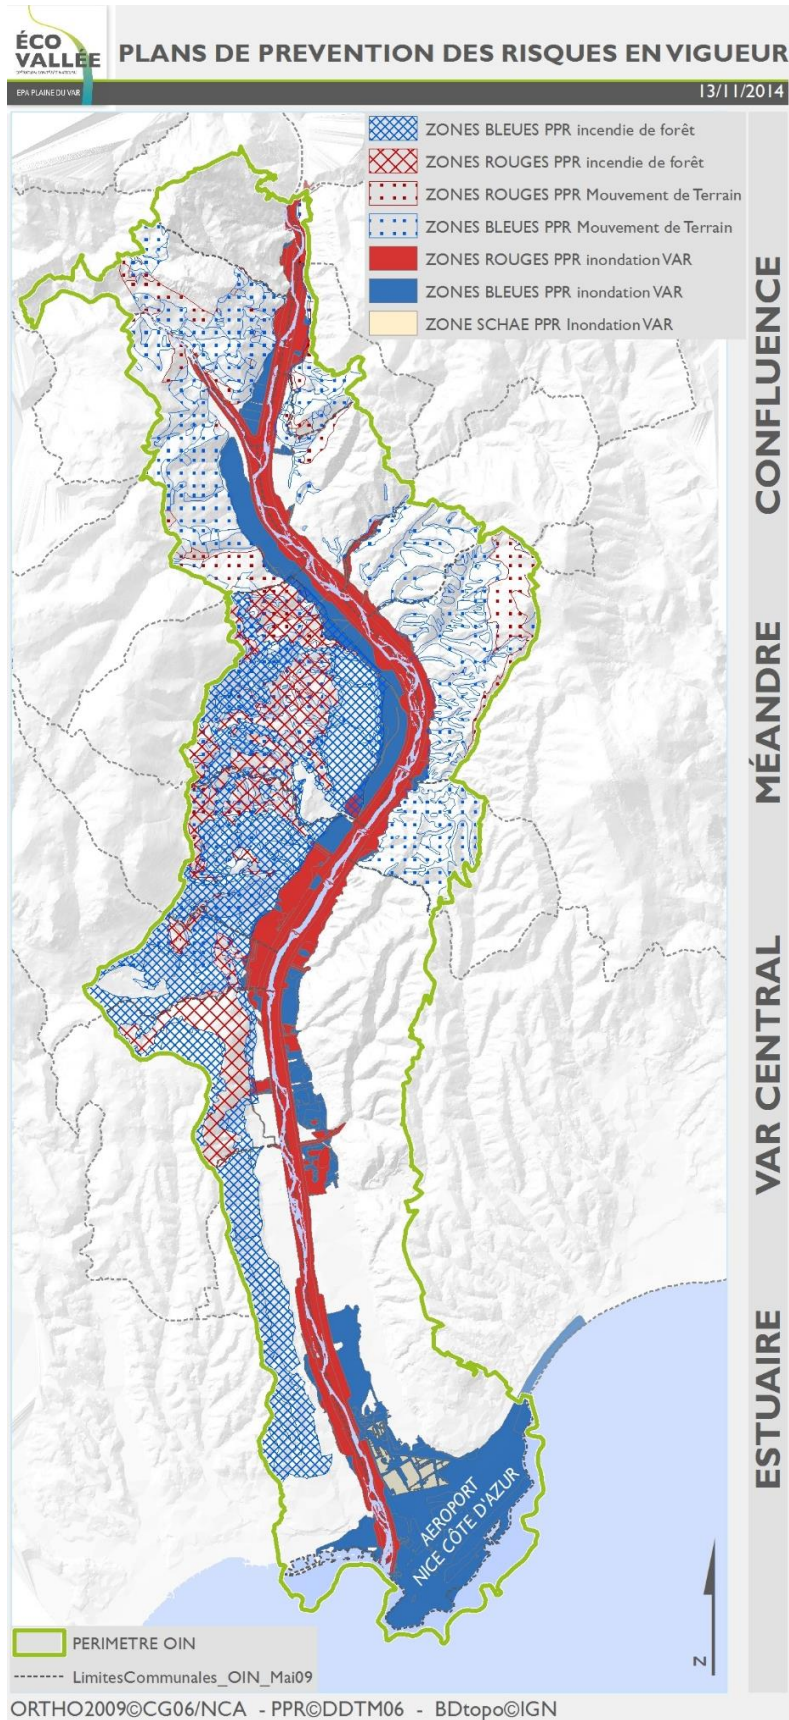 ÉCO
VALLÉE
PLANS DE PREVENTION DES RISQUES EN VIGUEUR
EPA PLAINE DU VAR
13/11/2014
ZONES BLEUES PPR incendie de forêt
ZONES ROUGES PPR incendie de forêt
ZONES ROUGES PPR Mouvement de Terrain
ZONES BLEUES PPR Mouvement de Terrain
ZONES ROUGES PPR inondation VAR
ZONES BLEUES PPR inondation VAR
ZONE SCHAE PPR Inondation VAR
CONFLUENCE
MÉANDRE
VAR CENTRAL
ESTUAIRE
AEROPORT
NICE CÔTE D'AZUR
N
PERIMETRE OIN
LimitesCommunales_OIN_Mai09
ORTHO2009©CG06/NCA - PPR©DDTM06 - BDtopo©IGN